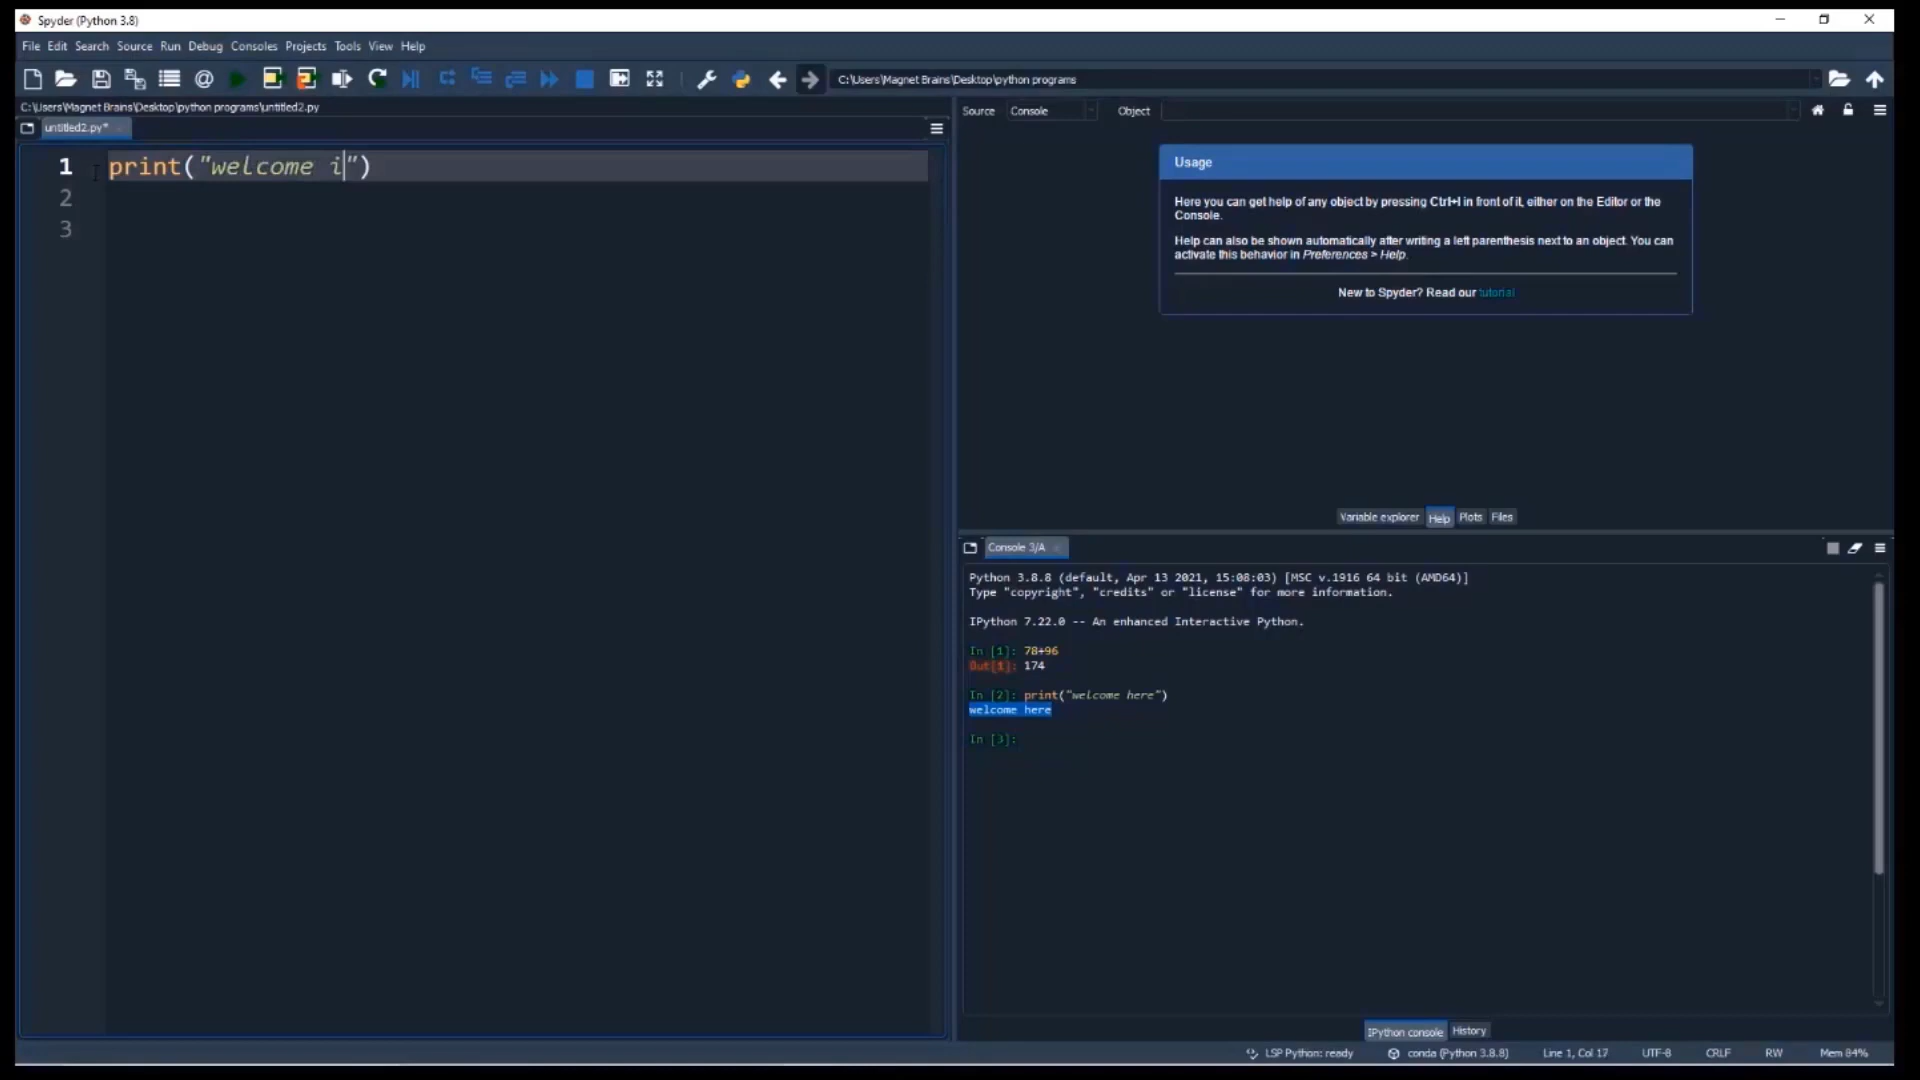 Spyder (Python 3.8)
File Edit Search Source Run Debug Consoles Projects Tools View Help
C:\Users\Magnet Brains\Desktop\python programs
C:\Users\Magnet Brains\Desktop\python programs\untitled2.py
untitled2.py*
1 print("welcome i")
2
3
Source Console Object
Usage
Here you can get help of any object by pressing Ctrl+I in front of it, either on the Editor or the
Console.
Help can also be shown automatically after writing a left parenthesis next to an object. You can
activate this behavior in Preferences > Help.
New to Spyder? Read our tutorial
Variable explorer Help Plots Files
Console 3/A
Python 3.8.8 (default, Apr 13 2021, 15:08:03) [MSC v.1916 64 bit (AMD64)]
Type "copyright", "credits" or "license" for more information.
IPython 7.22.0 -- An enhanced Interactive Python.
In [1]: 78+96
Out[1]: 174
In [2]: print("welcome here")
welcome here
In [3]:
IPython console History
LSP Python: ready conda (Python 3.8.8) Line 1, Col 17 UTF-8 CRLF RW Mem 84%